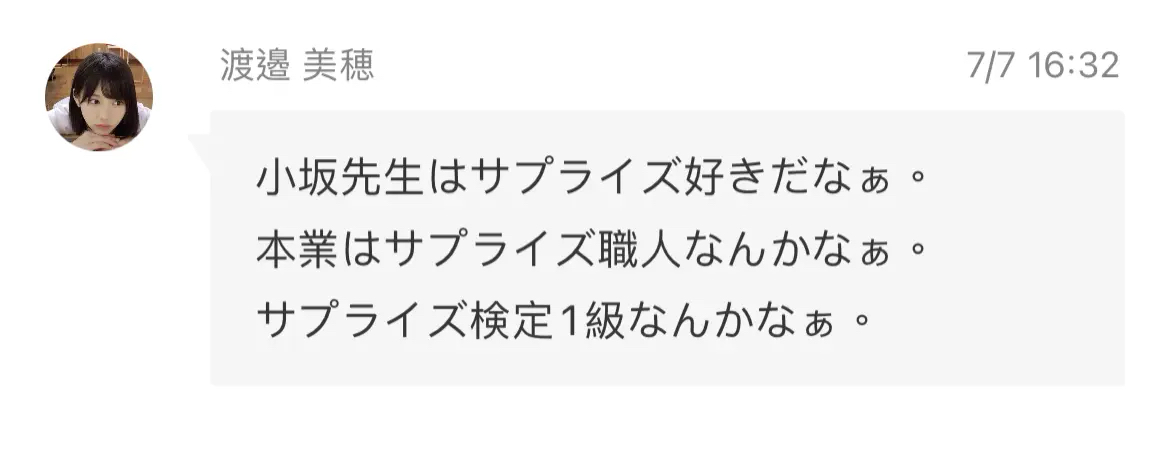 渡邉 美穂
7/7 16:32
小坂先生はサプライズ好きだなぁ。
本業はサプライズ職人なんかなぁ。
サプライズ検定1級なんかなぁ。